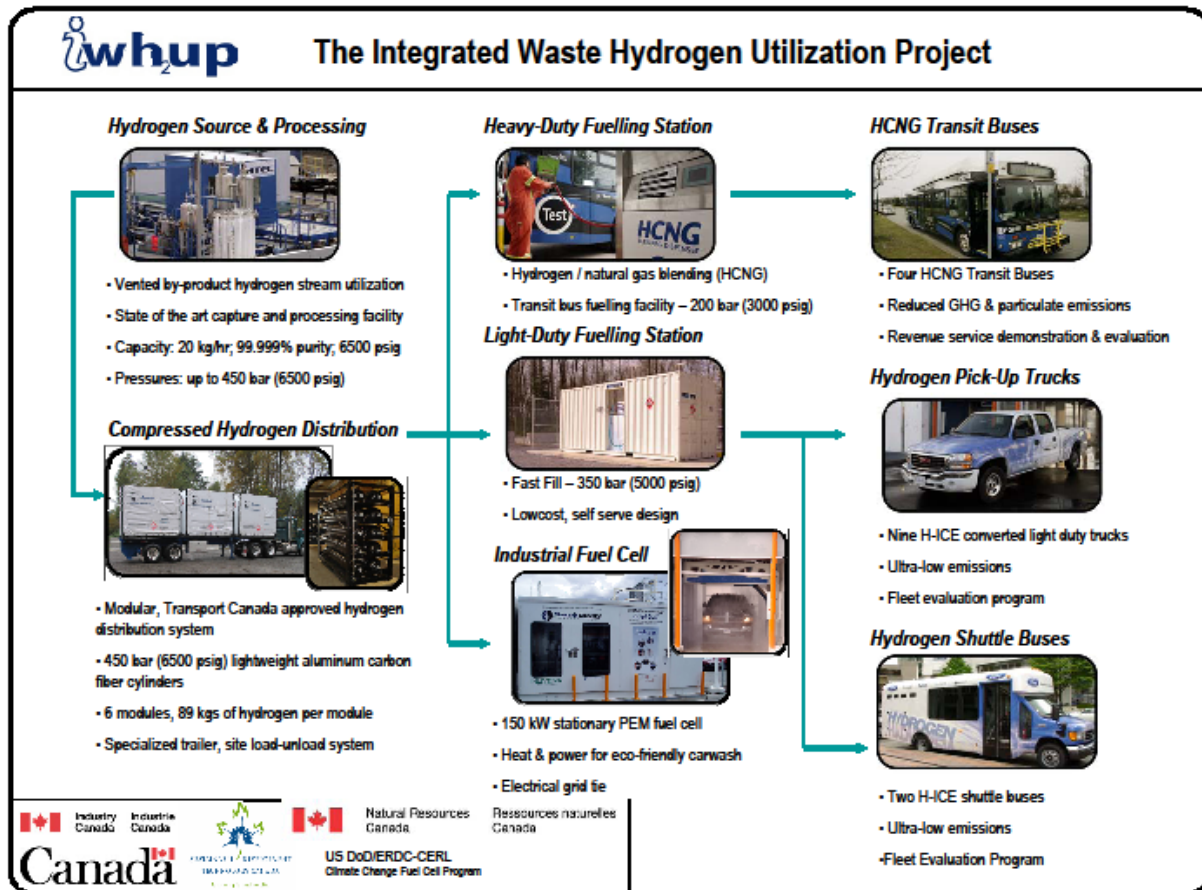 iwh2up
The Integrated Waste Hydrogen Utilization Project
Hydrogen Source & Processing
• Vented by-product hydrogen stream utilization
• State of the art capture and processing facility
• Capacity: 20 kg/hr; 99.999% purity; 6500 psig
• Pressures: up to 450 bar (6500 psig)
Compressed Hydrogen Distribution
• Modular, Transport Canada approved hydrogen
distribution system
• 450 bar (6500 psig) lightweight aluminum carbon
fiber cylinders
• 6 modules, 89 kgs of hydrogen per module
• Specialized trailer, site load-unload system
Heavy-Duty Fuelling Station
Test
HCNG
• Hydrogen / natural gas blending (HCNG)
• Transit bus fuelling facility – 200 bar (3000 psig)
Light-Duty Fuelling Station
• Fast Fill – 350 bar (5000 psig)
• Lowcost, self serve design
Industrial Fuel Cell
• 150 kW stationary PEM fuel cell
• Heat & power for eco-friendly carwash
• Electrical grid tie
HCNG Transit Buses
• Four HCNG Transit Buses
• Reduced GHG & particulate emissions
• Revenue service demonstration & evaluation
Hydrogen Pick-Up Trucks
• Nine H-ICE converted light duty trucks
• Ultra-low emissions
• Fleet evaluation program
Hydrogen Shuttle Buses
HYDROGEN
• Two H-ICE shuttle buses
• Ultra-low emissions
•Fleet Evaluation Program
Industry Industrie
Canada Canada
Canada
Natural Resources Ressources naturelles
Canada Canada
US DoD/ERDC-CERL
Climate Change Fuel Cell Program